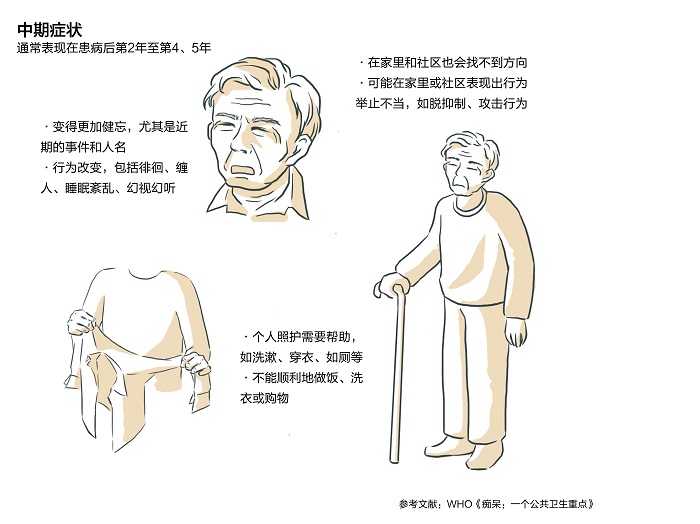 中期症状
通常表现在患病后第2年至第4、5年
·在家里和社区也会找不到方向
·可能在家里或社区表现出行为
举止不当，如脱抑制、攻击行为
·变得更加健忘，尤其是近
期的事件和人名
·行为改变，包括徘徊、缠
人、睡眠紊乱、幻视幻听
·个人照护需要帮助，
如洗漱、穿衣、如厕等
·不能顺利地做饭、洗
衣或购物
参考文献；WHO《痴呆；一个公共卫生重点》